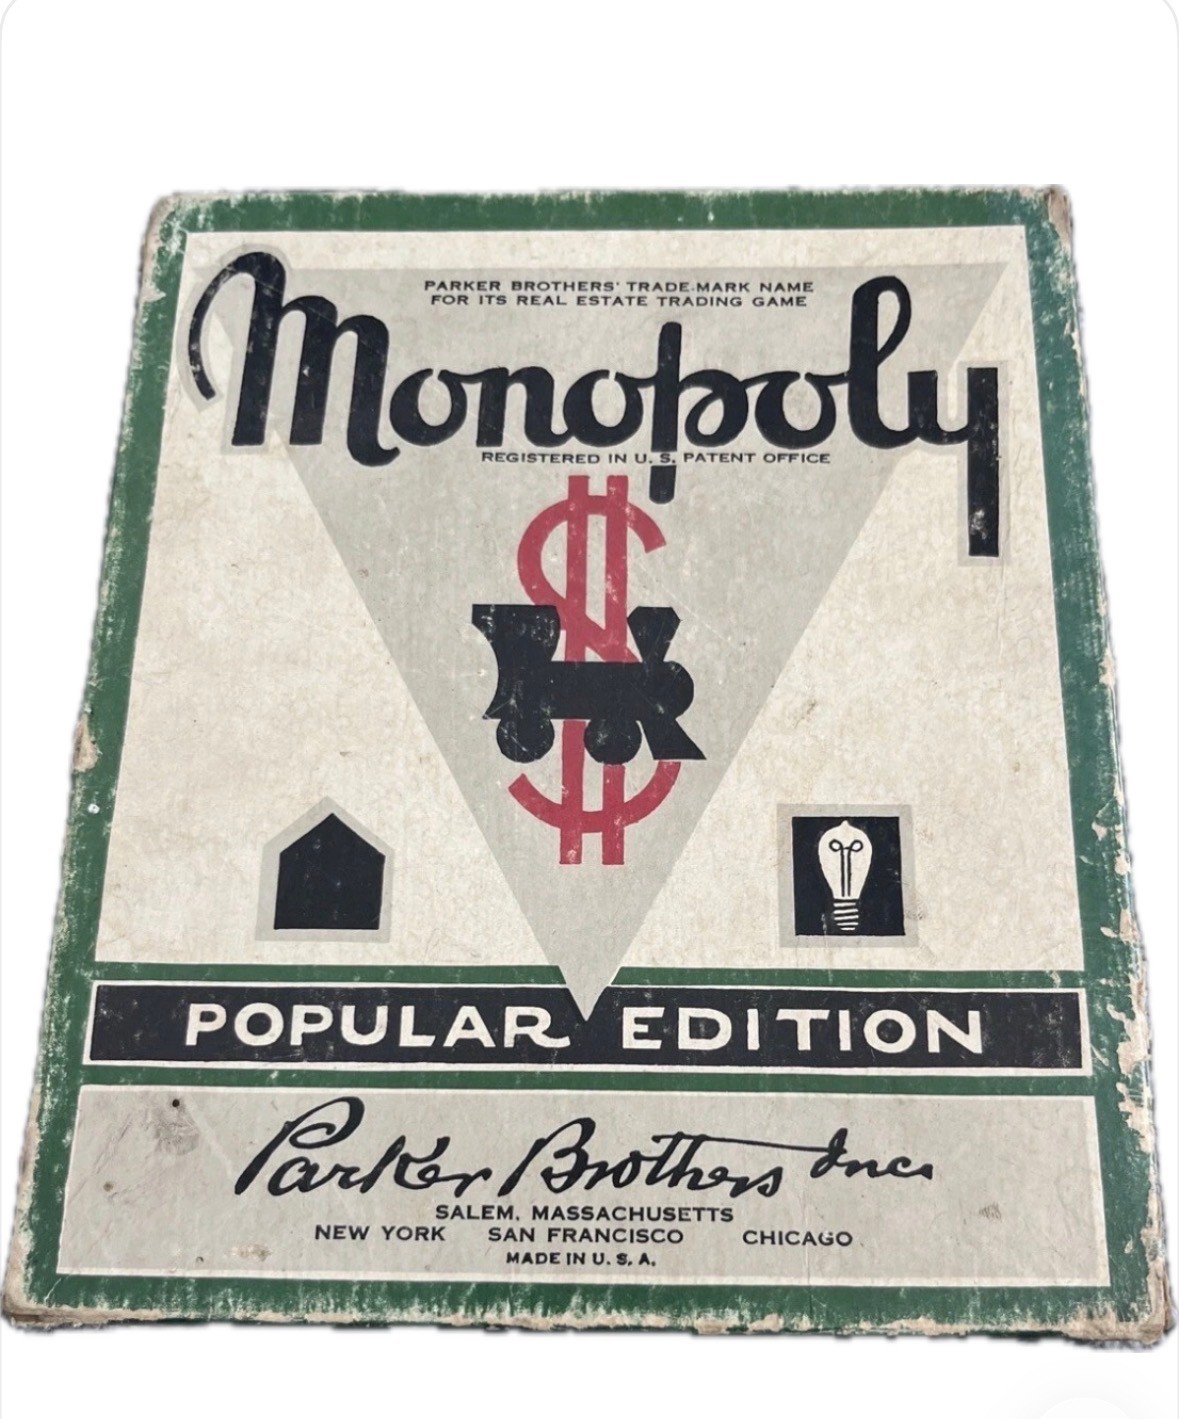 PARKER BROTHERS' TRADE-MARK NAME
FOR ITS REAL ESTATE TRADING GAME
Monopoly
REGISTERED IN U. S. PATENT OFFICE
$
POPULAR EDITION
Parker Brothers Inc.
SALEM, MASSACHUSETTS
NEW YORK SAN FRANCISCO CHICAGO
MADE IN U. S. A.